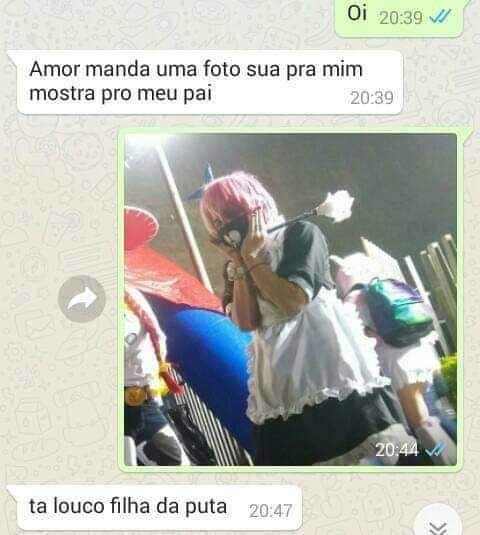 Oi 20:39
Amor manda uma foto sua pra mim
mostra pro meu pai 20:39
20:44
ta louco filha da puta 20:47